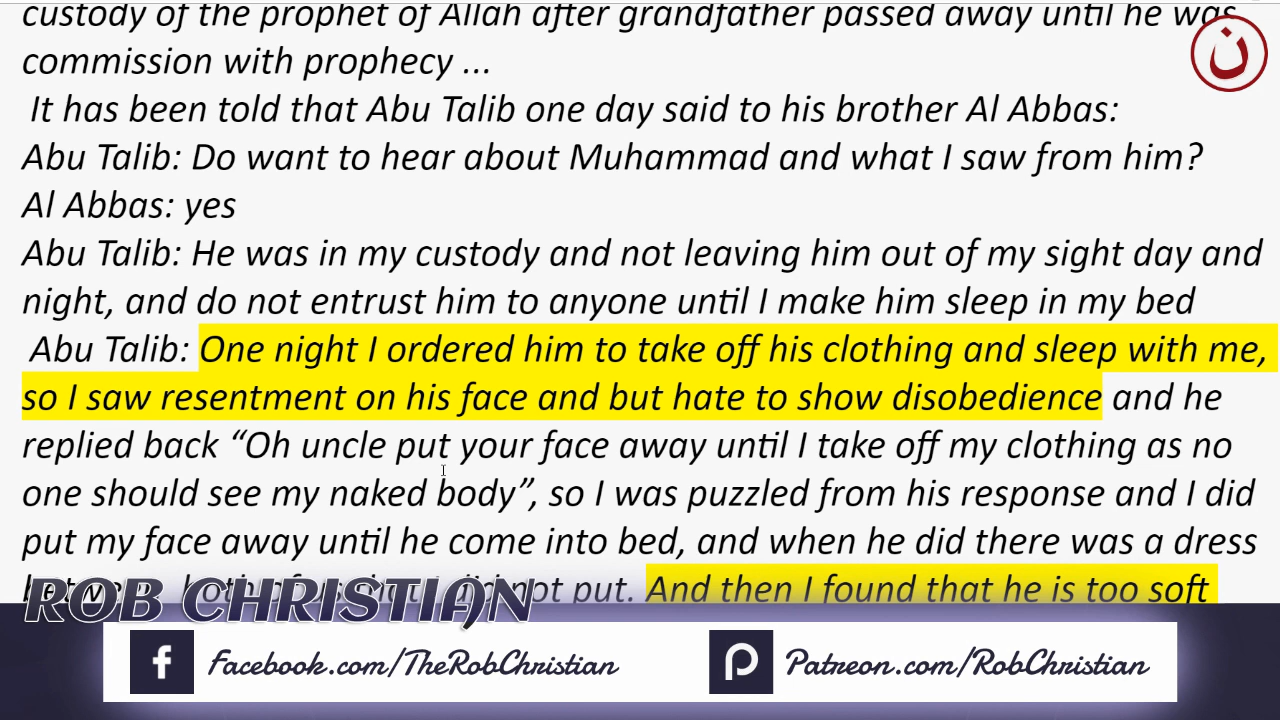 custody of the prophet of Allah after grandfather passed away until he was
commission with prophecy ...
ن
It has been told that Abu Talib one day said to his brother Al Abbas:
Abu Talib: Do want to hear about Muhammad and what I saw from him?
Al Abbas: yes
Abu Talib: He was in my custody and not leaving him out of my sight day and
night, and do not entrust him to anyone until I make him sleep in my bed
Abu Talib: One night I ordered him to take off his clothing and sleep with me,
so I saw resentment on his face and but hate to show disobedience and he
replied back “Oh uncle put your face away until I take off my clothing as no
one should see my naked body”, so I was puzzled from his response and I did
put my face away until he come into bed, and when he did there was a dress
not put. And then I found that he is too soft
ROB CHRISTIAN
Facebook.com/TheRobChristian
Patreon.com/RobChristian